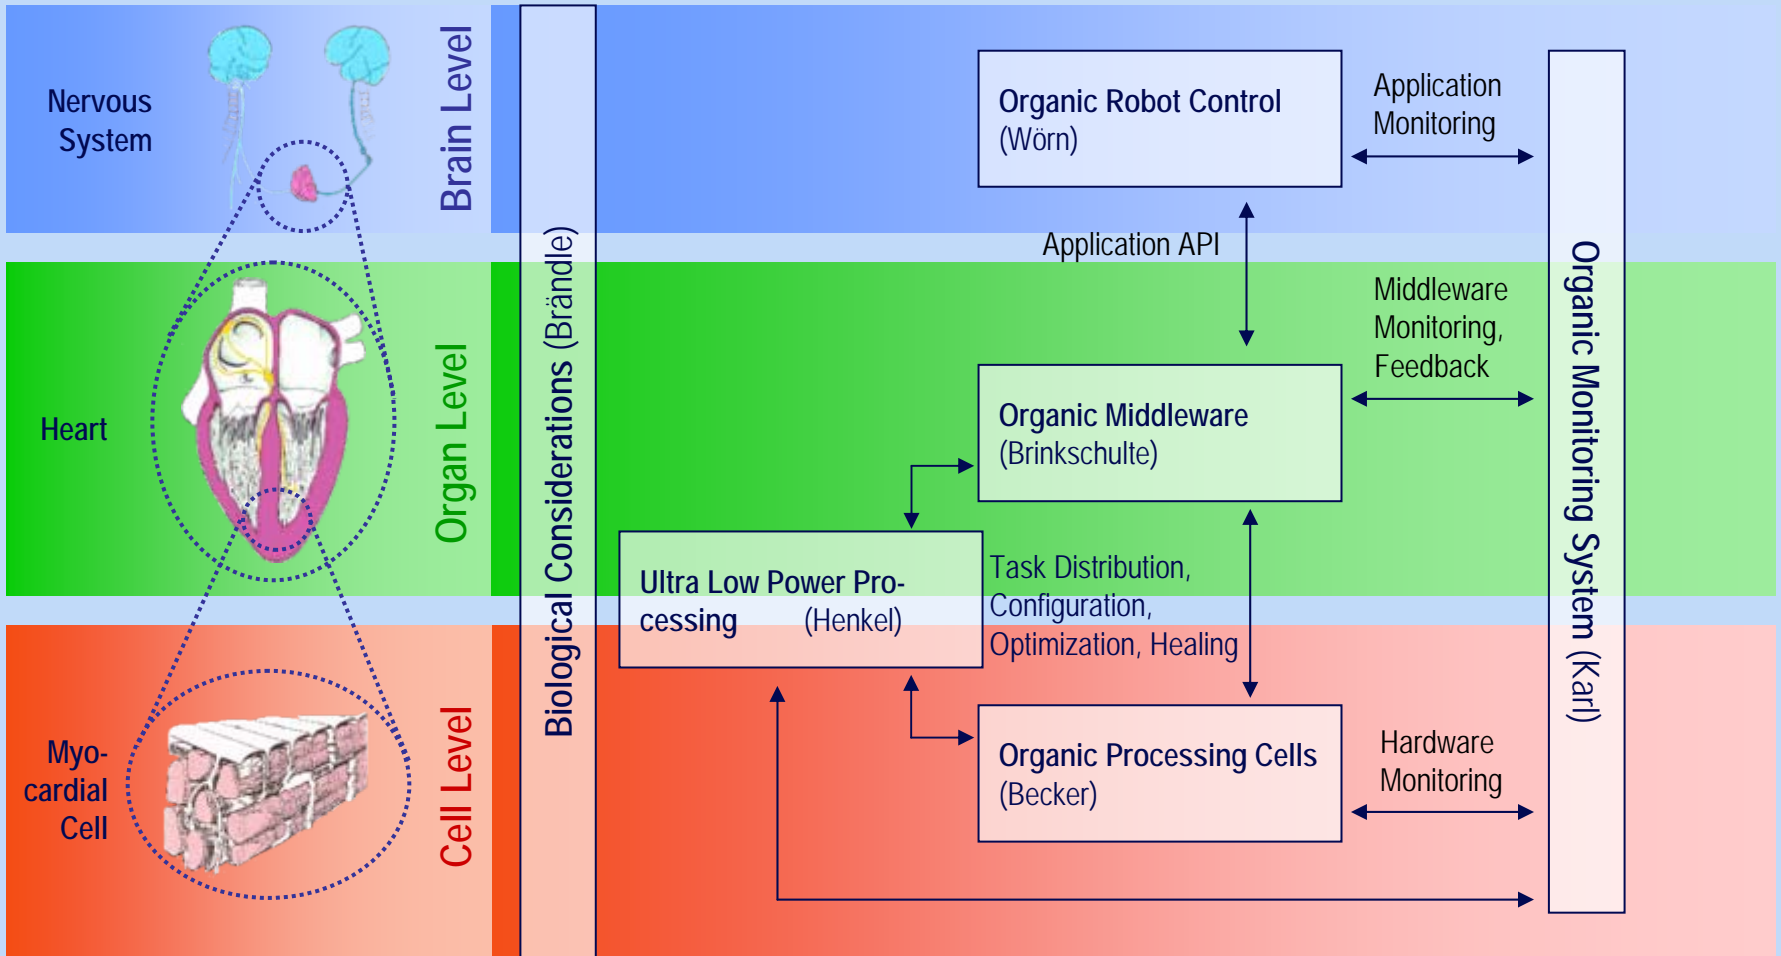 Nervous
System
Brain Level
Heart
Organ Level
Myo-
cardial
Cell
Cell Level
Biological Considerations (Brändle)
Organic Robot Control
(Wörn)
Application
Monitoring
Application API
Middleware
Monitoring,
Feedback
Organic Middleware
(Brinkschulte)
Ultra Low Power Pro-
cessing (Henkel)
Task Distribution,
Configuration,
Optimization, Healing
Organic Processing Cells
(Becker)
Hardware
Monitoring
Organic Monitoring System (Karl)